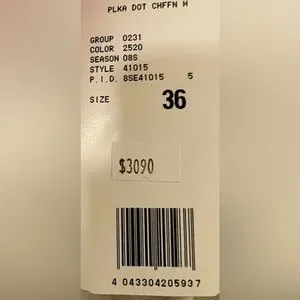 PLKA DOT CHFFN H
GROUP 0231
COLOR 2520
SEASON 08S
STYLE 41015
P.I.D. 8SE41015 5
SIZE 36
$3090
4 043304205937